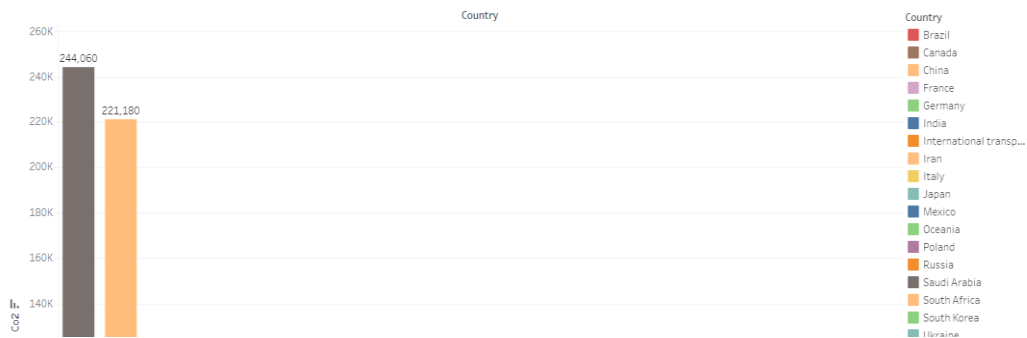 Country
260K
240K
220K
200K
180K
160K
140K
Co2
244,060
221,180
Country
Brazil
Canada
China
France
Germany
India
International transp...
Iran
Italy
Japan
Mexico
Oceania
Poland
Russia
Saudi Arabia
South Africa
South Korea
Ukraine